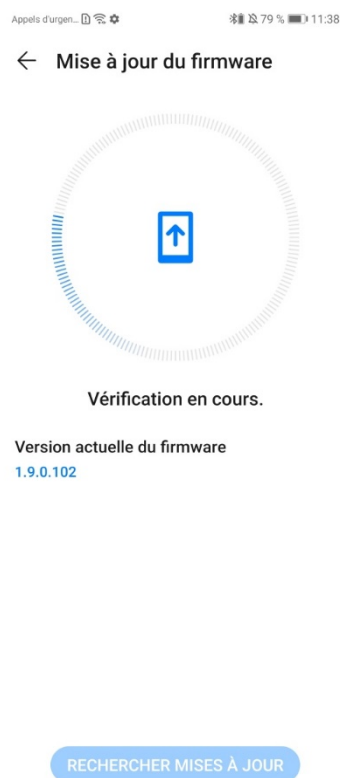 Appels d'urgen... 79 % 11:38
Mise à jour du firmware
Vérification en cours.
Version actuelle du firmware
1.9.0.102
RECHERCHER MISES À JOUR